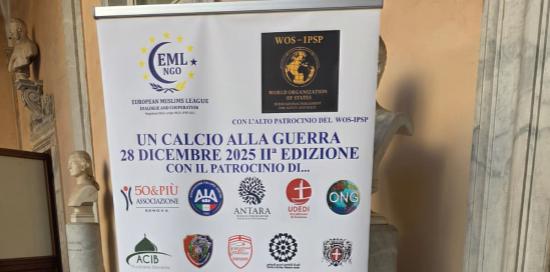 EML
NGO
EUROPEAN MUSLIMS LEAGUE
DIALOGUE AND COOPERATION
WOS - IPSP
WORLD ORGANIZATION
OF STATES
CON L'ALTO PATROCINIO DEL WOS-IPSP
UN CALCIO ALLA GUERRA
28 DICEMBRE 2025 IIª EDIZIONE
CON IL PATROCINIO DI...
50&PIÙ
ASSOCIAZIONE
GENOVA
AIA
ANTARA
UDEDI
ONG
ACIB